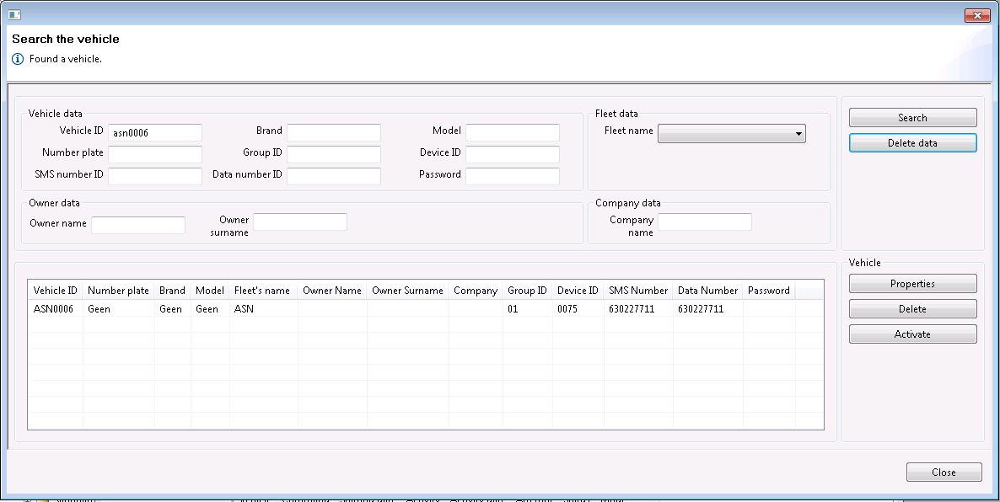 Search the vehicle
Found a vehicle.
Vehicle data
Vehicle ID asn0006 Brand Model
Number plate Group ID Device ID
SMS number ID Data number ID Password
Fleet data
Fleet name
Search
Delete data
Owner data
Owner name Owner surname
Company data
Company name
Vehicle ID Number plate Brand Model Fleet's name Owner Name Owner Surname Company Group ID Device ID SMS Number Data Number Password
ASN0006 Geen Geen Geen ASN 01 0075 630227711 630227711
Vehicle
Properties
Delete
Activate
Close